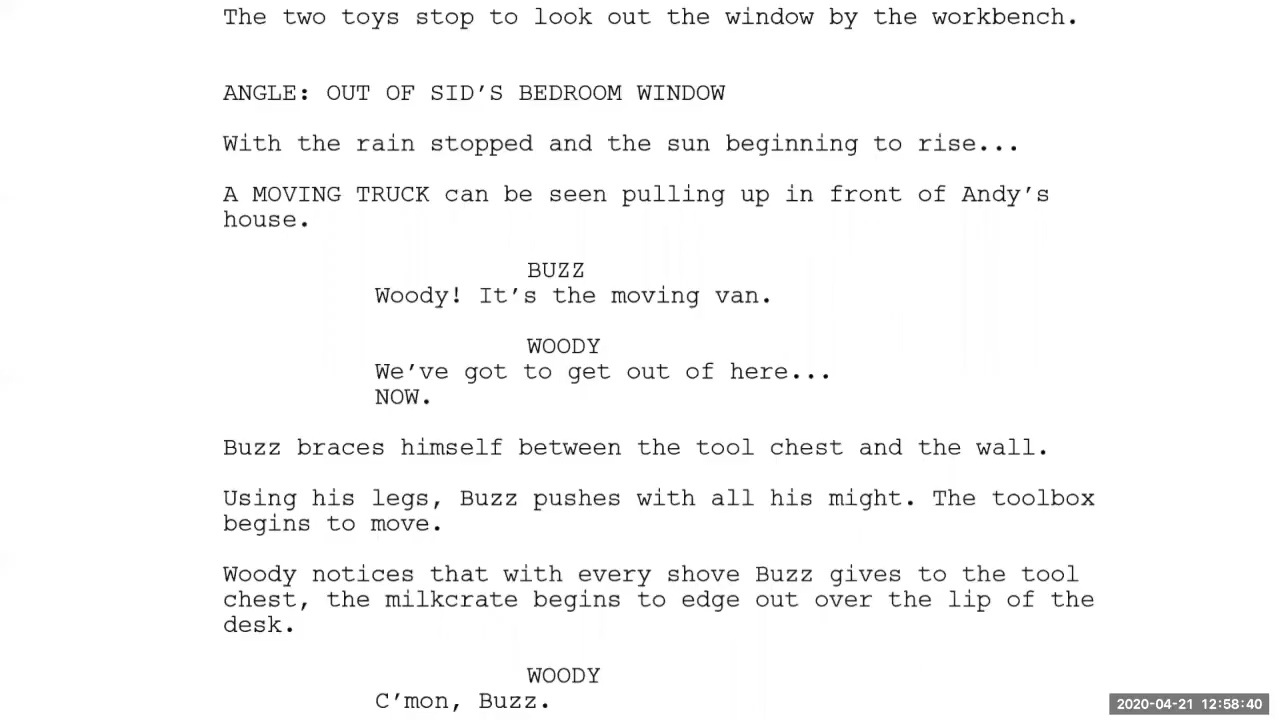 The two toys stop to look out the window by the workbench.
ANGLE: OUT OF SID’S BEDROOM WINDOW
With the rain stopped and the sun beginning to rise...
A MOVING TRUCK can be seen pulling up in front of Andy’s
house.
BUZZ
Woody! It’s the moving van.
WOODY
We’ve got to get out of here...
NOW.
Buzz braces himself between the tool chest and the wall.
Using his legs, Buzz pushes with all his might. The toolbox
begins to move.
Woody notices that with every shove Buzz gives to the tool
chest, the milkcrate begins to edge out over the lip of the
desk.
WOODY
C’mon, Buzz.
2020-04-21 12:58:40